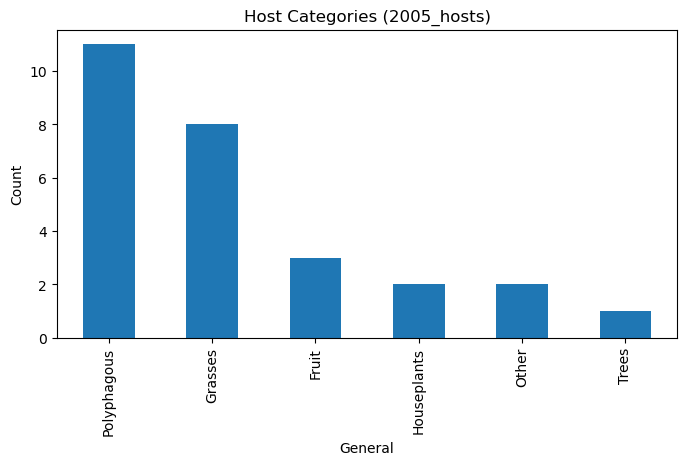 Host Categories (2005_hosts)
Count
10
8
6
4
2
0
Polyphagous
Grasses
Fruit
Houseplants
Other
Trees
General